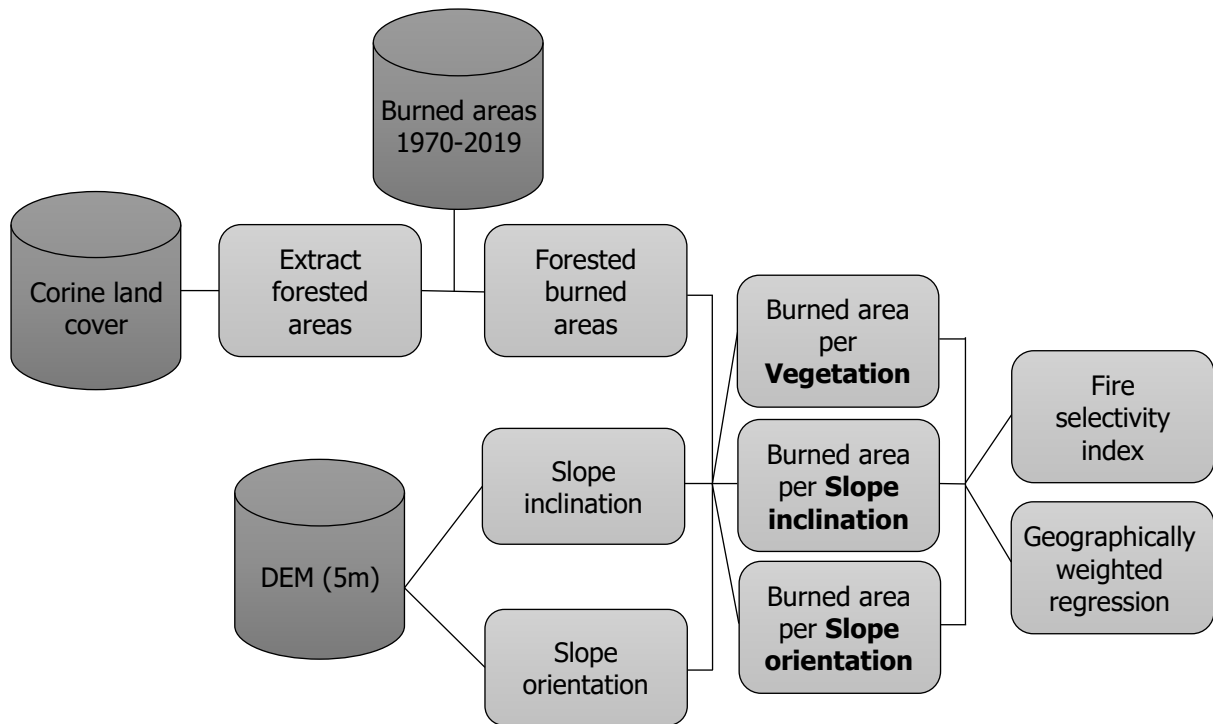 Burned areas
1970-2019
Corine land
cover
Extract
forested
areas
Forested
burned
areas
Burned area
per
Vegetation
Fire
selectivity
index
DEM (5m)
Slope
inclination
Burned area
per Slope
inclination
Geographically
weighted
regression
Slope
orientation
Burned area
per Slope
orientation